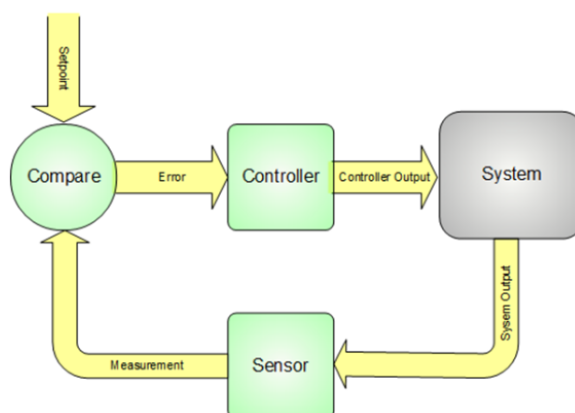 Setpoint
Compare
Error
Controller
Controller Output
System
Sysem Output
Sensor
Measurement